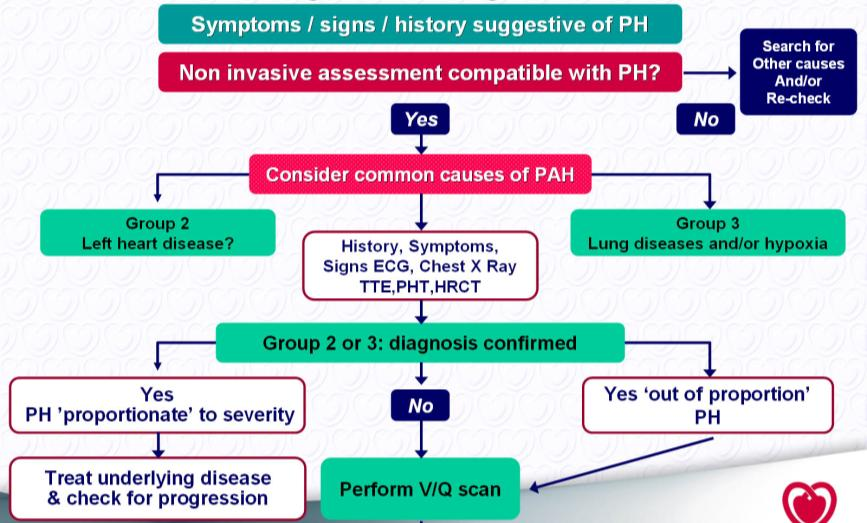 Symptoms / signs / history suggestive of PH
Non invasive assessment compatible with PH?
Search for
Other causes
And/or
Re-check
Yes
No
Consider common causes of PAH
Group 2
Left heart disease?
Group 3
Lung diseases and/or hypoxia
History, Symptoms,
Signs ECG, Chest X Ray
TTE,PHT,HRCT
Group 2 or 3: diagnosis confirmed
Yes
PH ’proportionate’ to severity
No
Yes ‘out of proportion’
PH
Treat underlying disease
& check for progression
Perform V/Q scan